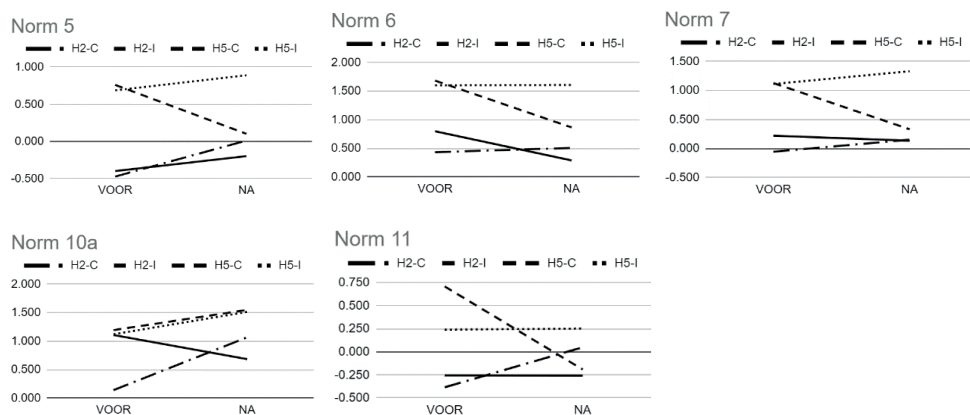 Norm 5
H2-C H2-I H5-C H5-I
1.000
0.500
0.000
-0.500
VOOR NA
Norm 6
H2-C H2-I H5-C H5-I
2.000
1.500
1.000
0.500
0.000
VOOR NA
Norm 7
H2-C H2-I H5-C H5-I
1.500
1.000
0.500
0.000
-0.500
VOOR NA
Norm 10a
H2-C H2-I H5-C H5-I
2.000
1.500
1.000
0.500
0.000
VOOR NA
Norm 11
H2-C H2-I H5-C H5-I
0.750
0.500
0.250
0.000
-0.250
-0.500
VOOR NA